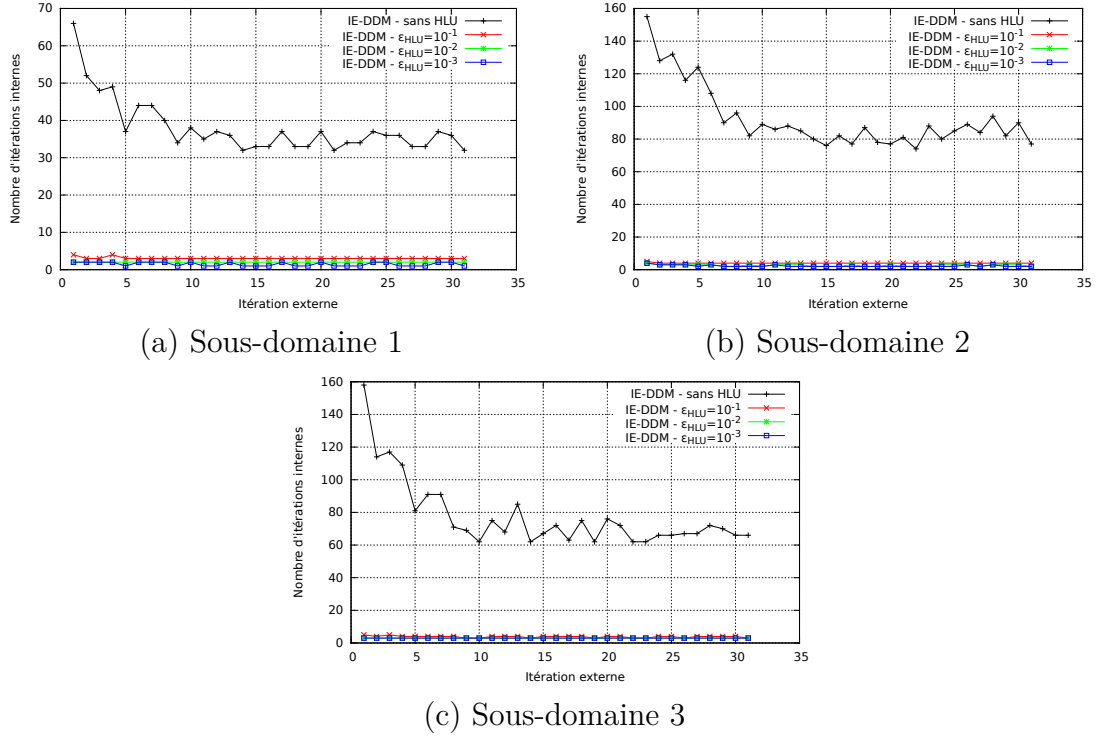 70
60
50
40
30
20
10
0
0 5 10 15 20 25 30 35
Nombre d'itérations internes
Itération externe
IE-DDM - sans HLU
IE-DDM - εHLU=10-1
IE-DDM - εHLU=10-2
IE-DDM - εHLU=10-3
(a) Sous-domaine 1
160
140
120
100
80
60
40
20
0
0 5 10 15 20 25 30 35
Nombre d'itérations internes
Itération externe
IE-DDM - sans HLU
IE-DDM - εHLU=10-1
IE-DDM - εHLU=10-2
IE-DDM - εHLU=10-3
(b) Sous-domaine 2
160
140
120
100
80
60
40
20
0
0 5 10 15 20 25 30 35
Nombre d'itérations internes
Itération externe
IE-DDM - sans HLU
IE-DDM - εHLU=10-1
IE-DDM - εHLU=10-2
IE-DDM - εHLU=10-3
(c) Sous-domaine 3